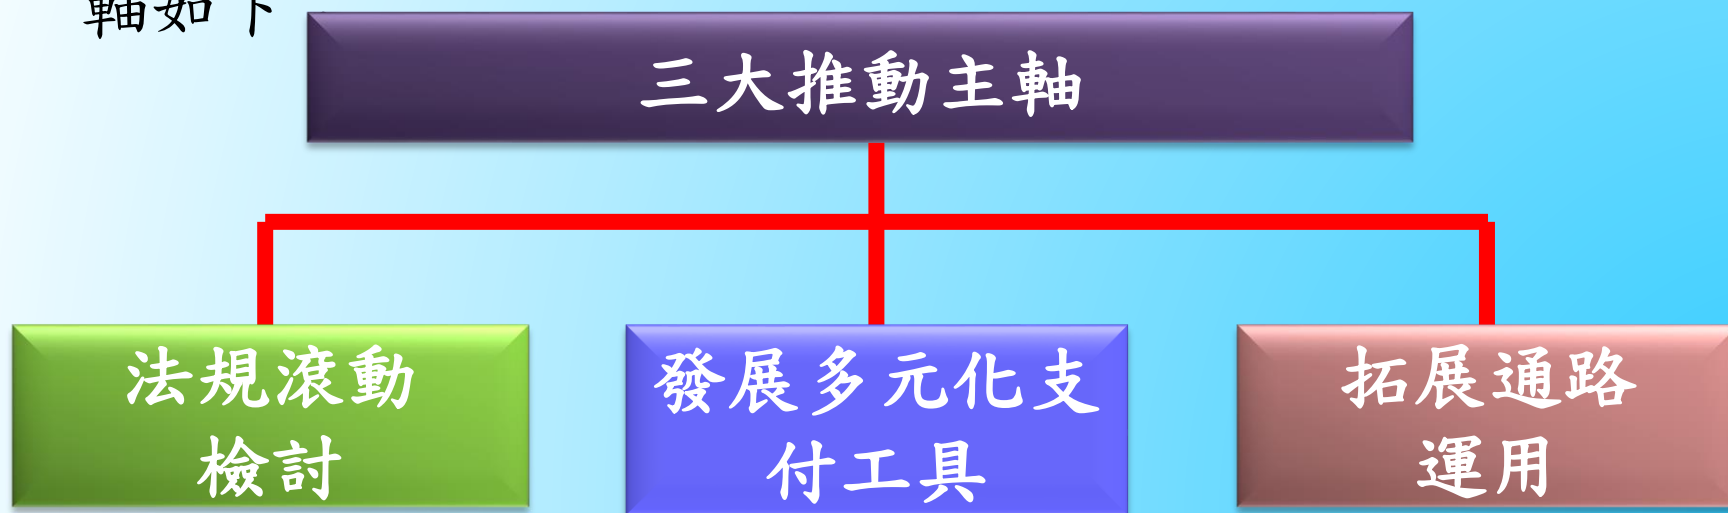 軸如下
三大推動主軸
法規滾動
檢討
發展多元化支
付工具
拓展通路
運用